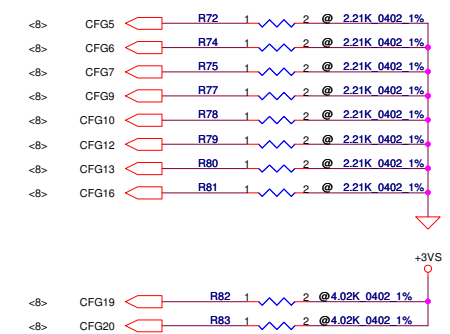 <8> CFG5 R72 1 2 @ 2.21K_0402_1%
<8> CFG6 R74 1 2 @ 2.21K_0402_1%
<8> CFG7 R75 1 2 @ 2.21K_0402_1%
<8> CFG9 R77 1 2 @ 2.21K_0402_1%
<8> CFG10 R78 1 2 @ 2.21K_0402_1%
<8> CFG12 R79 1 2 @ 2.21K_0402_1%
<8> CFG13 R80 1 2 @ 2.21K_0402_1%
<8> CFG16 R81 1 2 @ 2.21K_0402_1%
+3VS
<8> CFG19 R82 1 2 @4.02K_0402_1%
<8> CFG20 R83 1 2 @4.02K_0402_1%